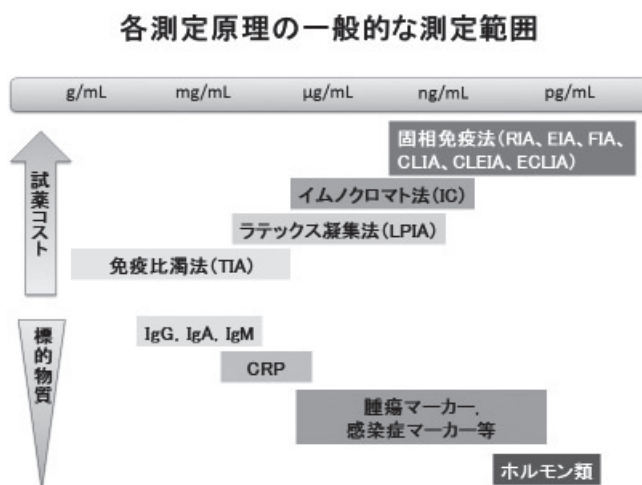 各測定原理の一般的な測定範囲
g/mL mg/mL μg/mL ng/mL pg/mL
試薬コスト
固相免疫法(RIA、EIA、FIA、
CLIA、CLEIA、ECLIA)
イムノクロマト法(IC)
ラテックス凝集法(LPIA)
免疫比濁法(TIA)
標的物質
IgG, IgA, IgM
CRP
腫瘍マーカー,
感染症マーカー等
ホルモン類